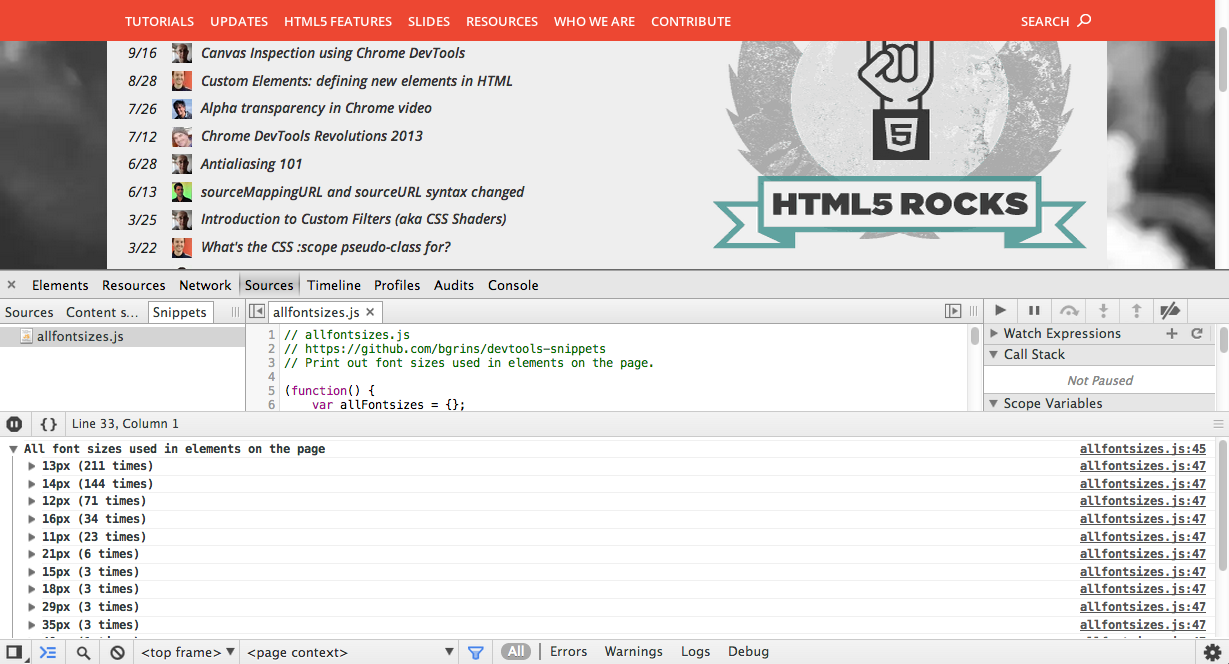 TUTORIALS UPDATES HTML5 FEATURES SLIDES RESOURCES WHO WE ARE CONTRIBUTE SEARCH
9/16 Canvas Inspection using Chrome DevTools
8/28 Custom Elements: defining new elements in HTML
7/26 Alpha transparency in Chrome video
7/12 Chrome DevTools Revolutions 2013
6/28 Antialiasing 101
6/13 sourceMappingURL and sourceURL syntax changed
3/25 Introduction to Custom Filters (aka CSS Shaders)
3/22 What's the CSS :scope pseudo-class for?
5
HTML5 ROCKS
× Elements Resources Network Sources Timeline Profiles Audits Console
Sources Content s... Snippets
allfontsizes.js
allfontsizes.js ×
1 // allfontsizes.js
2 // https://github.com/bgrins/devtools-snippets
3 // Print out font sizes used in elements on the page.
4
5 (function() {
6 var allFontsizes = {};
Watch Expressions +
Call Stack
Not Paused
Scope Variables
{} Line 33, Column 1
All font sizes used in elements on the page allfontsizes.js:45
13px (211 times) allfontsizes.js:47
14px (144 times) allfontsizes.js:47
12px (71 times) allfontsizes.js:47
16px (34 times) allfontsizes.js:47
11px (23 times) allfontsizes.js:47
21px (6 times) allfontsizes.js:47
15px (3 times) allfontsizes.js:47
18px (3 times) allfontsizes.js:47
29px (3 times) allfontsizes.js:47
35px (3 times) allfontsizes.js:47
<top frame> <page context> All Errors Warnings Logs Debug